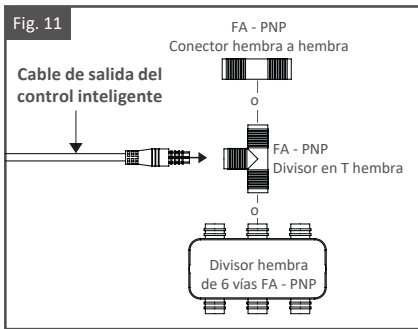 Fig. 11
FA - PNP
Conector hembra a hembra
Cable de salida del
control inteligente
o
FA - PNP
Divisor en T hembra
o
Divisor hembra
de 6 vías FA - PNP